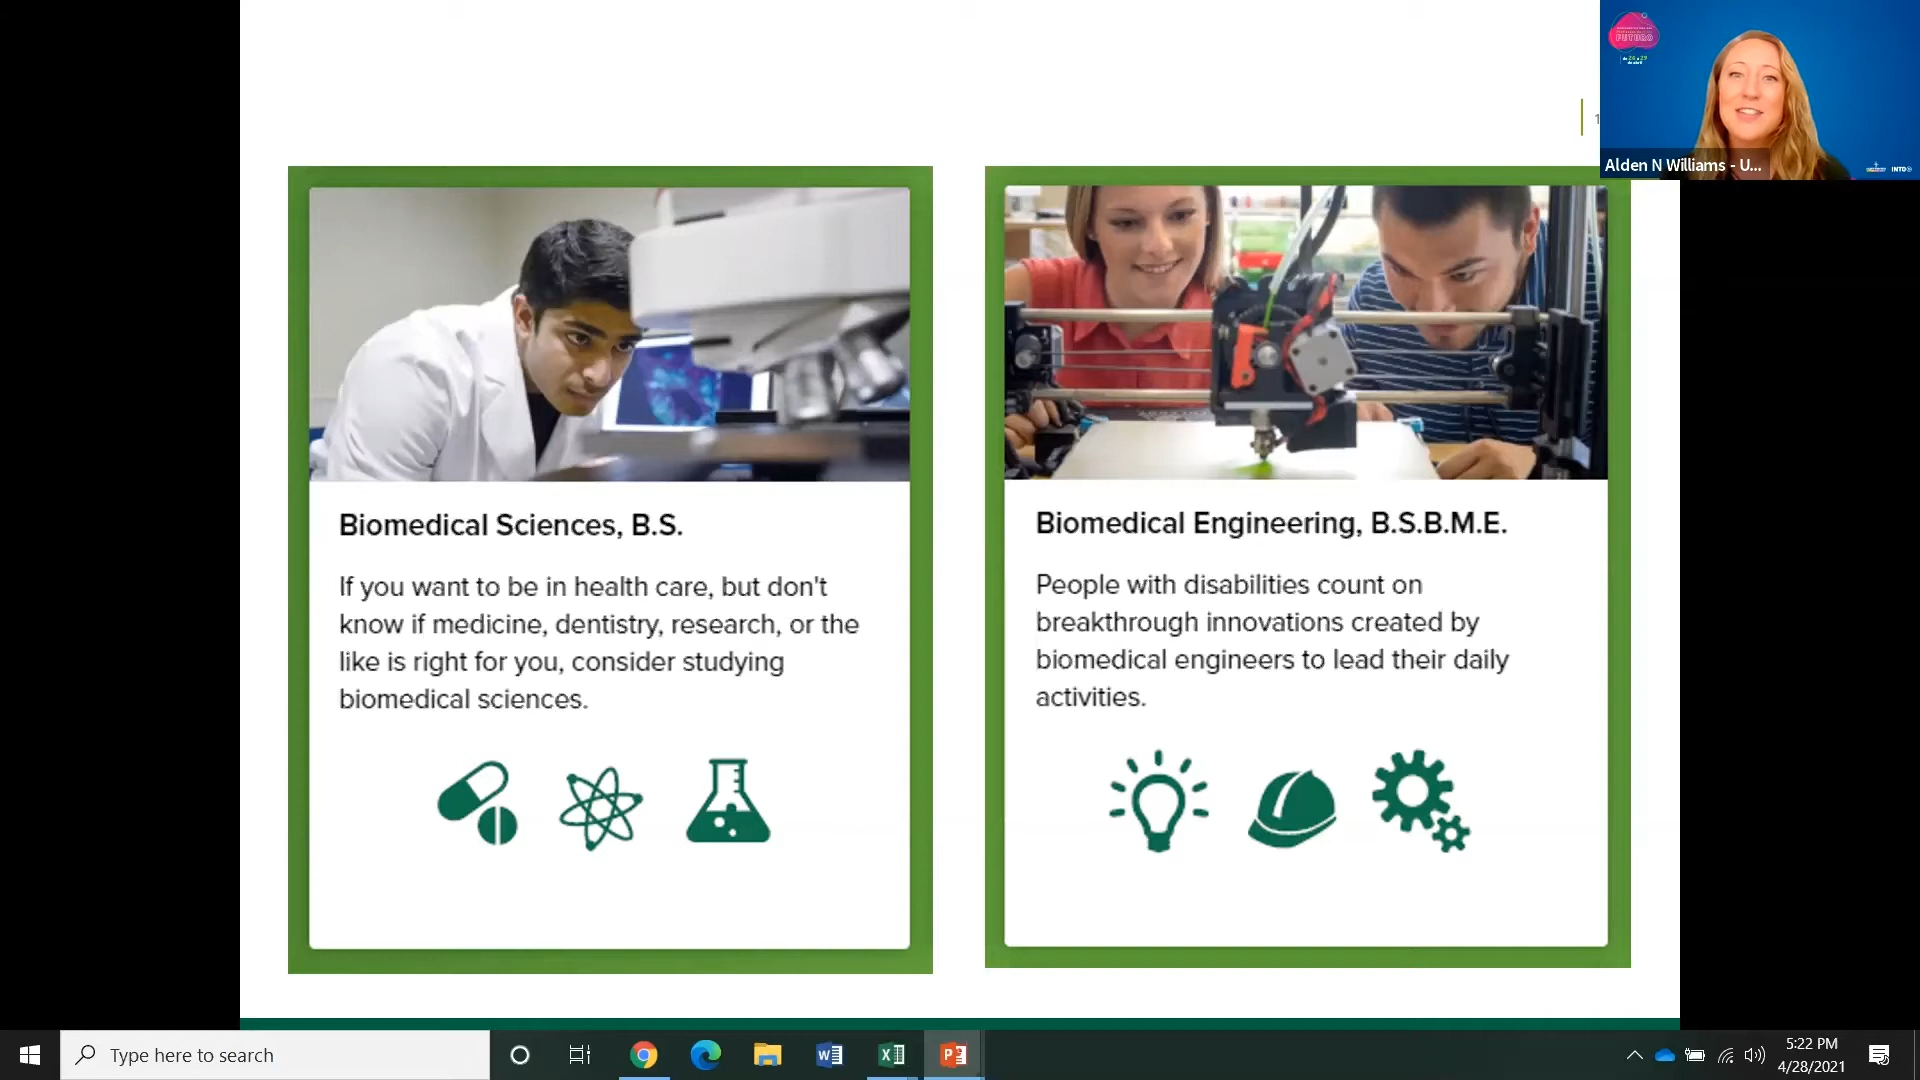 FUTURO
Alden N Williams - U...
INTO
Biomedical Sciences, B.S.
If you want to be in health care, but don't
know if medicine, dentistry, research, or the
like is right for you, consider studying
biomedical sciences.
Biomedical Engineering, B.S.B.M.E.
People with disabilities count on
breakthrough innovations created by
biomedical engineers to lead their daily
activities.
Type here to search
5:22 PM
4/28/2021